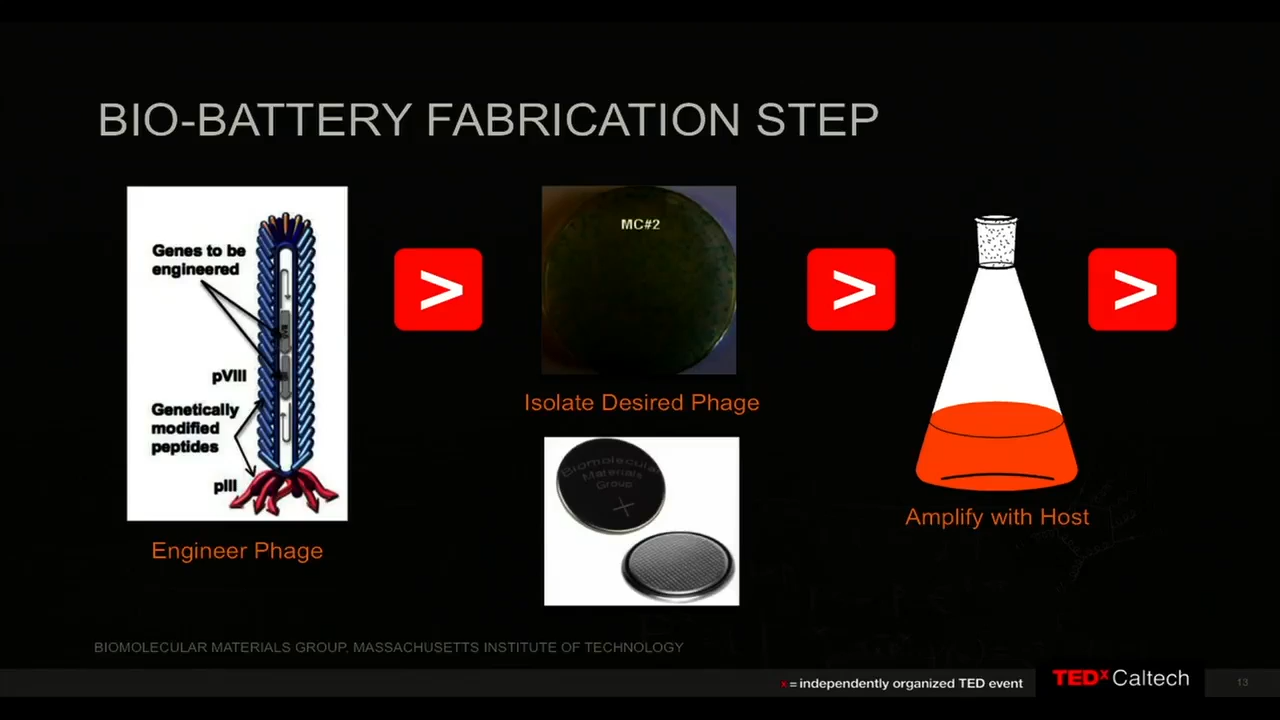 BIO-BATTERY FABRICATION STEP
Genes to be
engineered
pVIII
Genetically
modified
peptides
pIII
Engineer Phage
>
MC#2
Isolate Desired Phage
Biomolecular
Materials
Group
+
>
Amplify with Host
>
BIOMOLECULAR MATERIALS GROUP, MASSACHUSETTS INSTITUTE OF TECHNOLOGY
x = independently organized TED event
TEDx Caltech
13